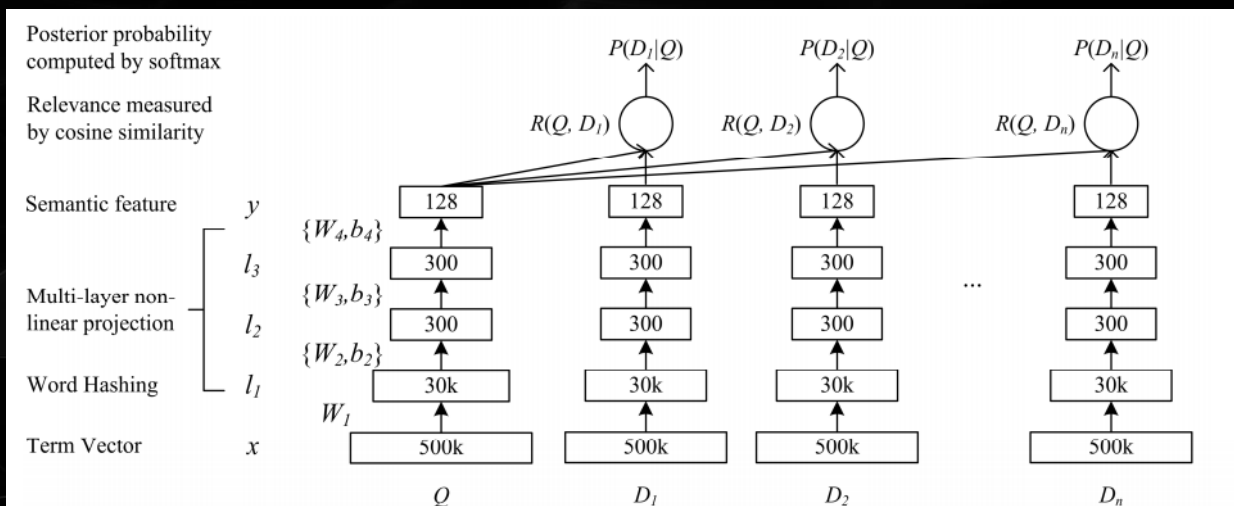 Posterior probability
computed by softmax
P(D1|Q) P(D2|Q) P(Dn|Q)
Relevance measured
by cosine similarity
R(Q, D1) R(Q, D2) R(Q, Dn)
Semantic feature y 128 128 128 128
{W4,b4}
l3 300 300 300 300
Multi-layer non-
linear projection
{W3,b3}
...
l2 300 300 300 300
{W2,b2}
Word Hashing l1 30k 30k 30k 30k
W1
Term Vector x 500k 500k 500k 500k
Q D1 D2 Dn